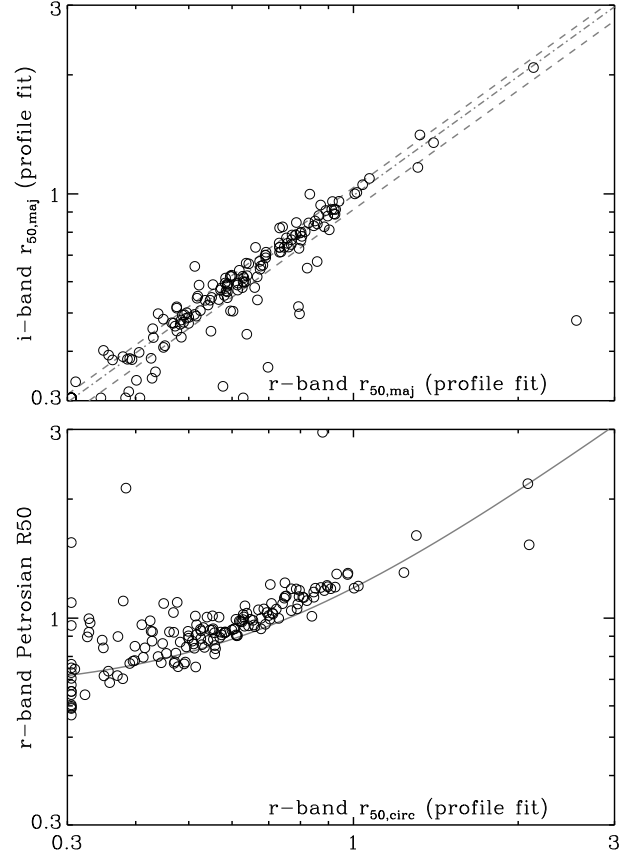 3
1
0.3
i-band r50,maj (profile fit)
r-band r50,maj (profile fit)
3
1
0.3
r-band Petrosian R50
r-band r50,circ (profile fit)
0.3 1 3